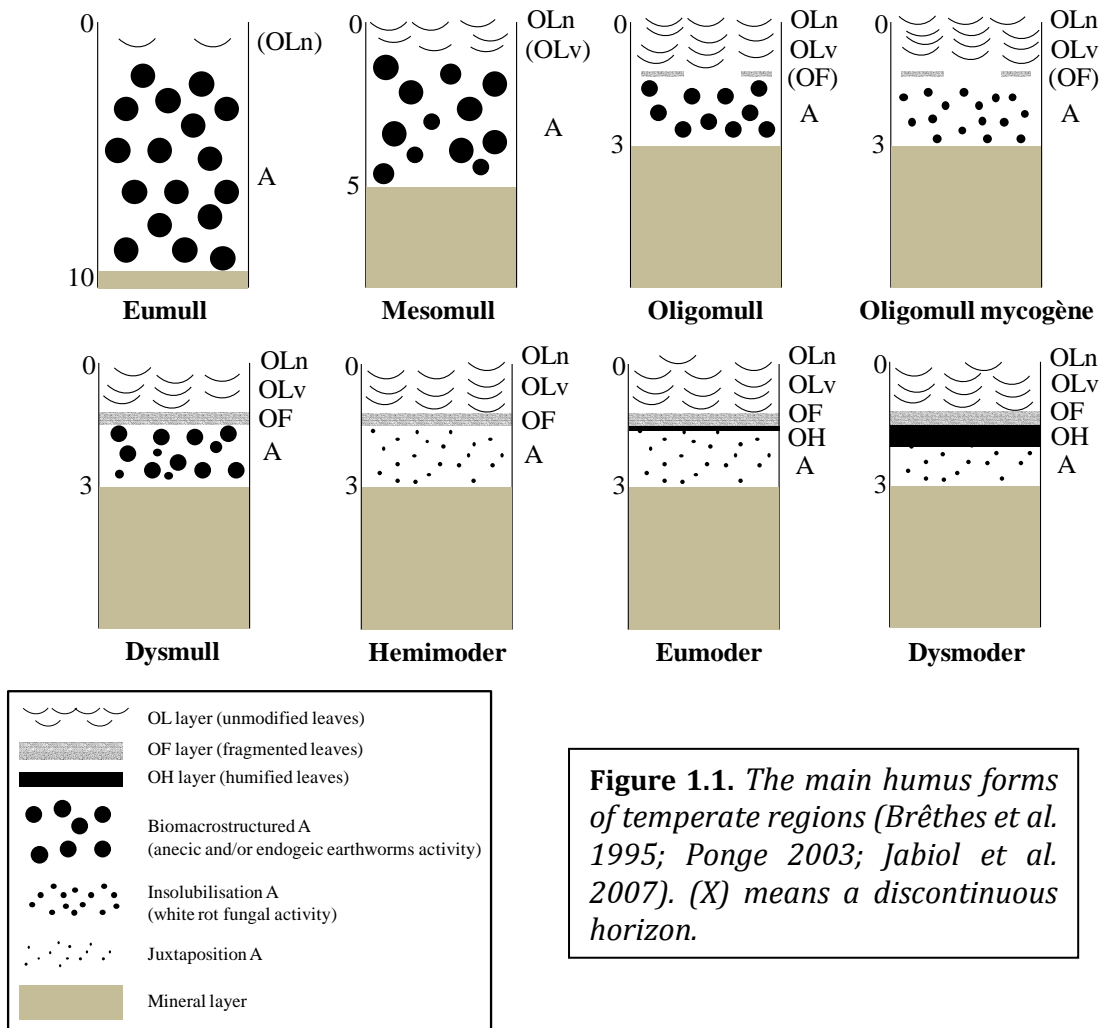 0
(OLn)
A
10
Eumull
0
OLn
(OLv)
A
5
Mesomull
0
OLn
OLv
(OF)
A
3
Oligomull
0
OLn
OLv
(OF)
A
3
Oligomull mycogène
0
OLn
OLv
OF
A
3
Dysmull
0
OLn
OLv
OF
A
3
Hemimoder
0
OLn
OLv
OF
OH
A
3
Eumoder
0
OLn
OLv
OF
OH
A
3
Dysmoder
OL layer (unmodified leaves)
OF layer (fragmented leaves)
OH layer (humified leaves)
Biomacrostructured A
(anecic and/or endogeic earthworms activity)
Insolubilisation A
(white rot fungal activity)
Juxtaposition A
Mineral layer
Figure 1.1. The main humus forms
of temperate regions (Brêthes et al.
1995; Ponge 2003; Jabiol et al.
2007). (X) means a discontinuous
horizon.